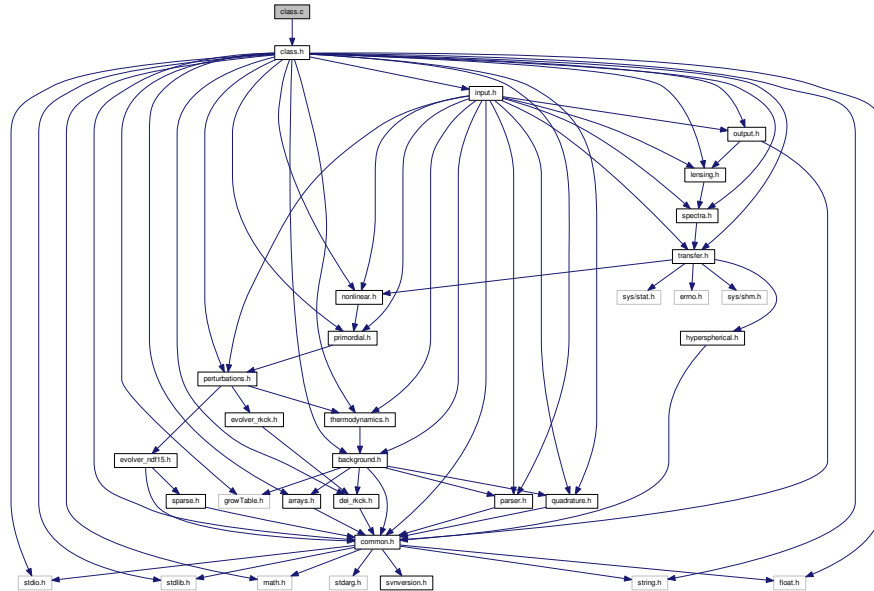 class.c
class.h
input.h
output.h
lensing.h
spectra.h
transfer.h
nonlinear.h
sys/stat.h
errno.h
sys/shm.h
primordial.h
hyperspherical.h
perturbations.h
evolver_rkck.h
thermodynamics.h
evolver_ndf15.h
background.h
sparse.h
growTable.h
arrays.h
dei_rkck.h
parser.h
quadrature.h
common.h
stdio.h
stdlib.h
math.h
stdarg.h
svnversion.h
string.h
float.h